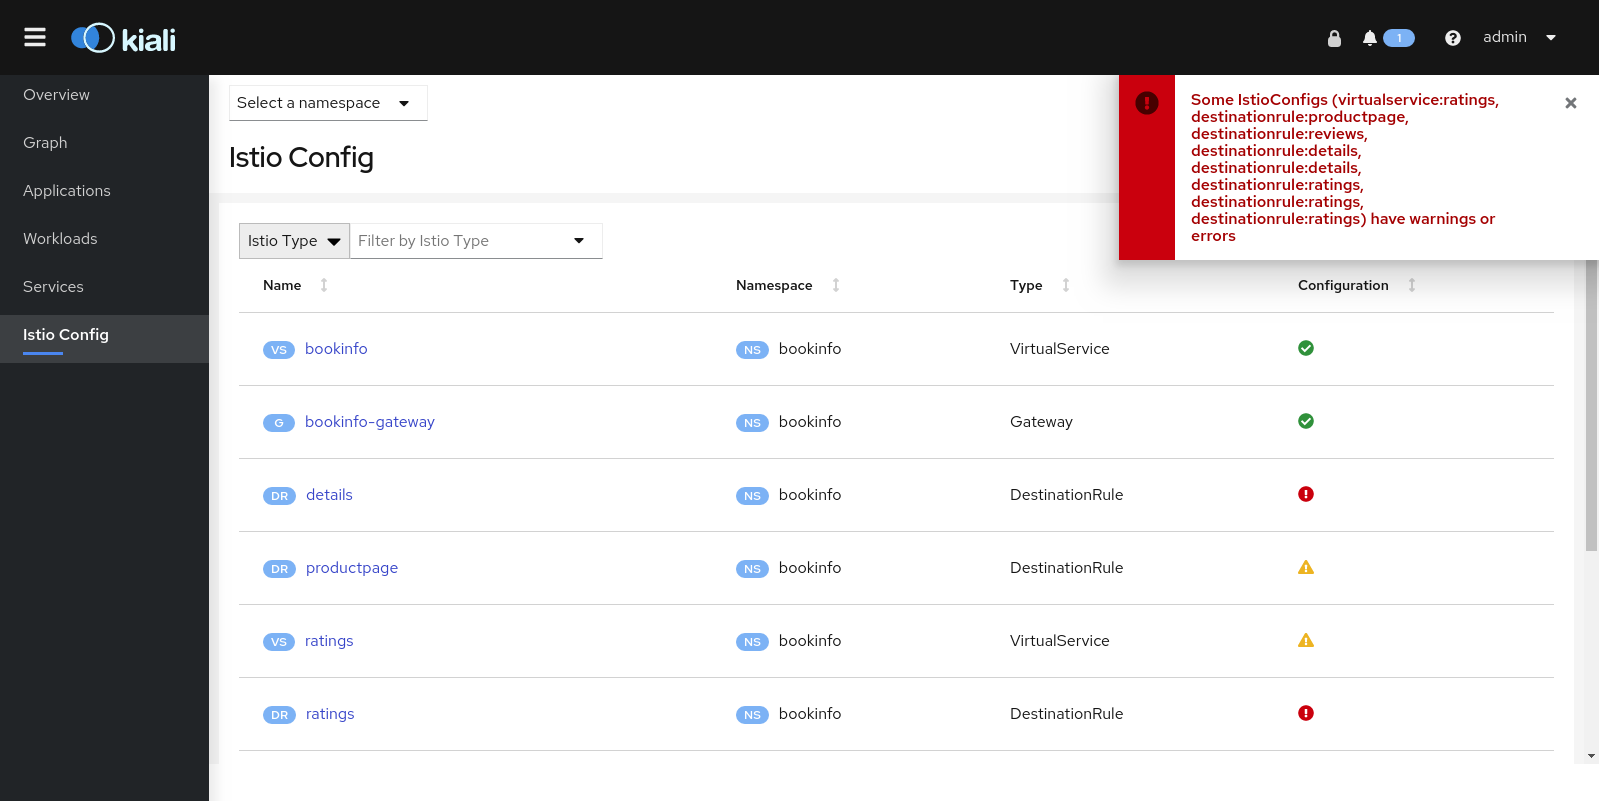 kiali
1
admin
Overview
Graph
Applications
Workloads
Services
Istio Config
Select a namespace
Istio Config
Some IstioConfigs (virtualservice:ratings,
destinationrule:productpage,
destinationrule:reviews,
destinationrule:details,
destinationrule:details,
destinationrule:ratings,
destinationrule:ratings,
destinationrule:ratings) have warnings or
errors
Istio Type Filter by Istio Type
Name Namespace Type Configuration
VS bookinfo NS bookinfo VirtualService
G bookinfo-gateway NS bookinfo Gateway
DR details NS bookinfo DestinationRule
DR productpage NS bookinfo DestinationRule
VS ratings NS bookinfo VirtualService
DR ratings NS bookinfo DestinationRule